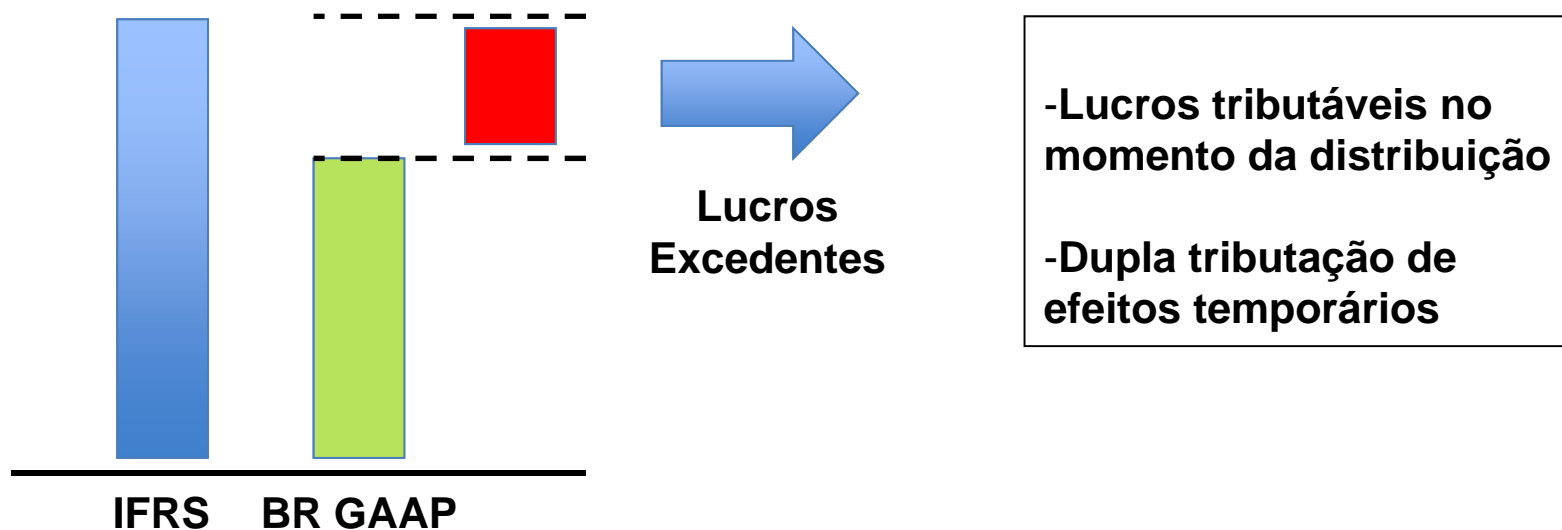 IFRS BR GAAP
Lucros
Excedentes
-Lucros tributáveis no
momento da distribuição
-Dupla tributação de
efeitos temporários